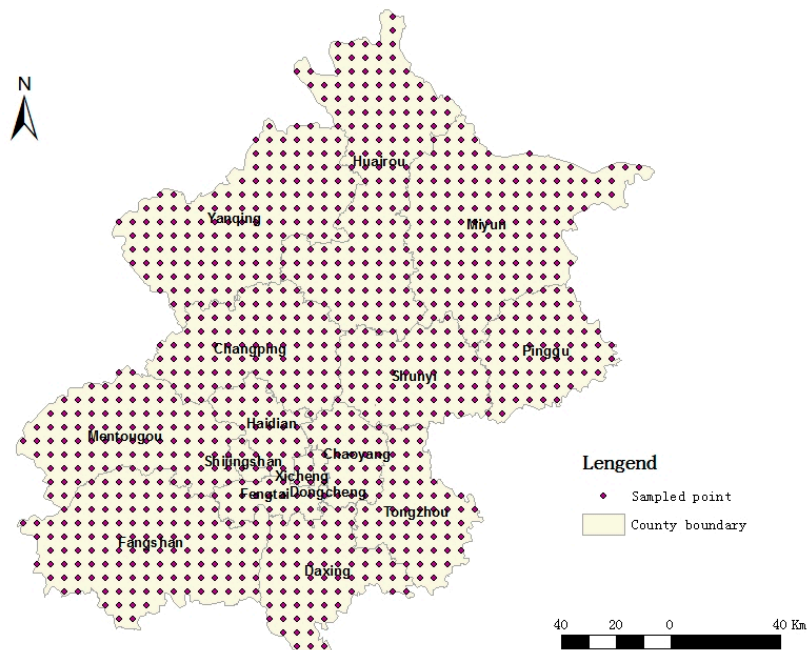 N
Huairou
Yanqing
Miyun
Changping
Pinggu
Shunyi
Haidian
Mentougou
Chaoyang
Shijingshan
Xicheng
Fengtai
Dongcheng
Tongzhou
Fangshan
Daxing
Lengend
Sampled point
County boundary
40 20 0 40 Km